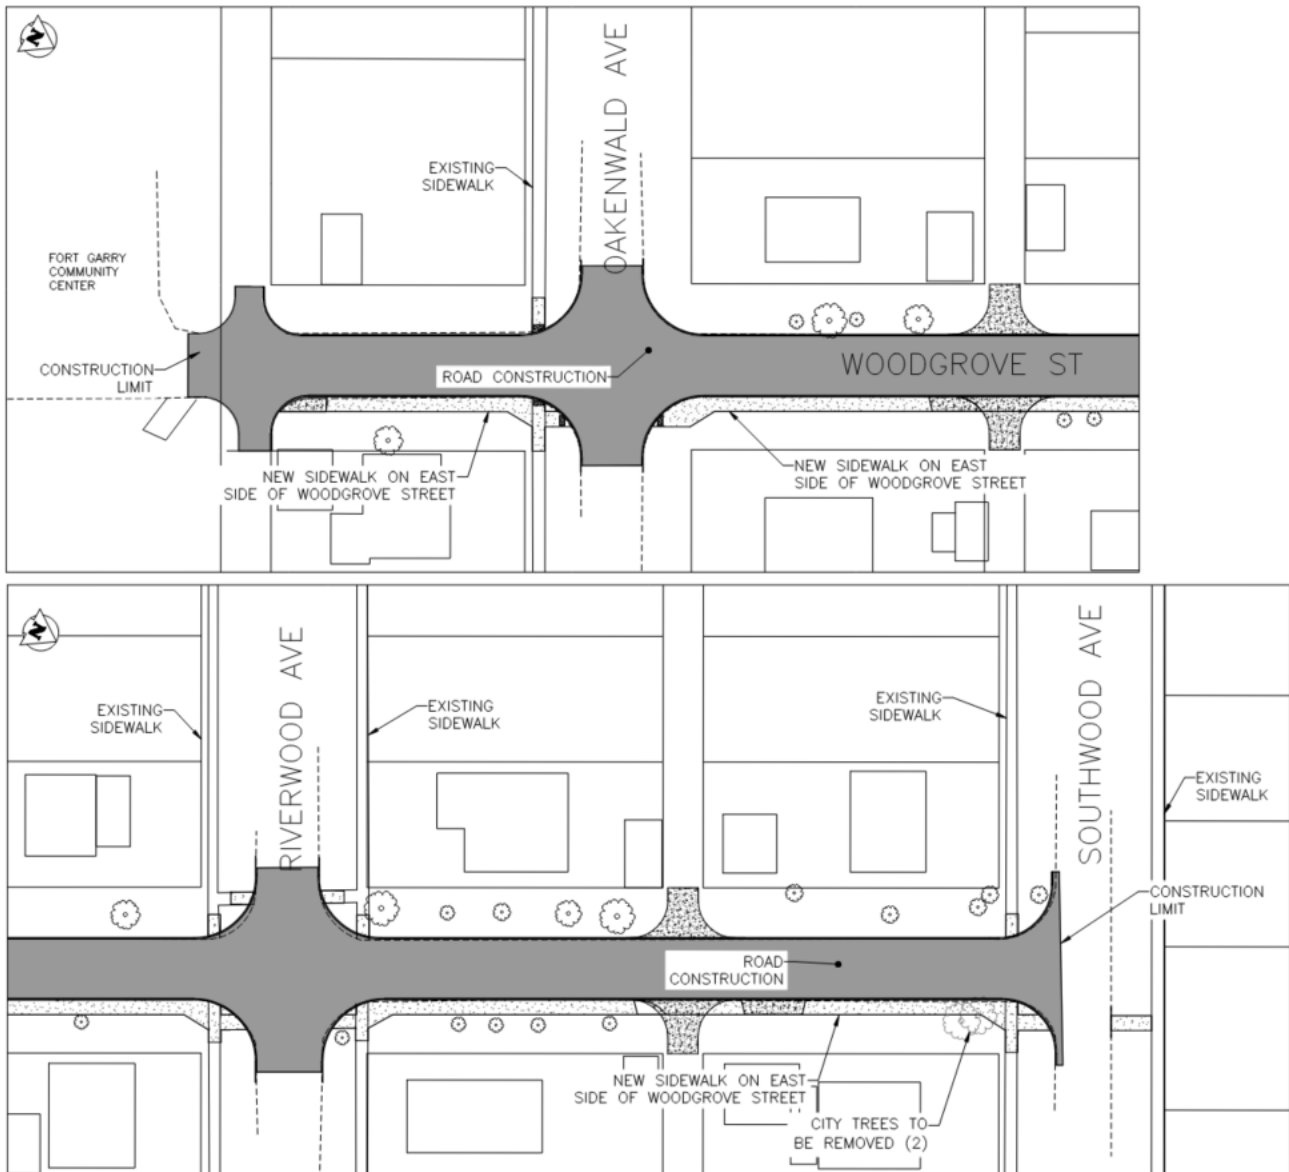 N
OAKENWALD AVE
EXISTING
SIDEWALK
FORT GARRY
COMMUNITY
CENTER
CONSTRUCTION
LIMIT
ROAD CONSTRUCTION
WOODGROVE ST
NEW SIDEWALK ON EAST
SIDE OF WOODGROVE STREET
NEW SIDEWALK ON EAST
SIDE OF WOODGROVE STREET
N
RIVERWOOD AVE
SOUTHWOOD AVE
EXISTING
SIDEWALK
EXISTING
SIDEWALK
EXISTING
SIDEWALK
EXISTING
SIDEWALK
CONSTRUCTION
LIMIT
ROAD
CONSTRUCTION
NEW SIDEWALK ON EAST
SIDE OF WOODGROVE STREET
CITY TREES TO
BE REMOVED (2)